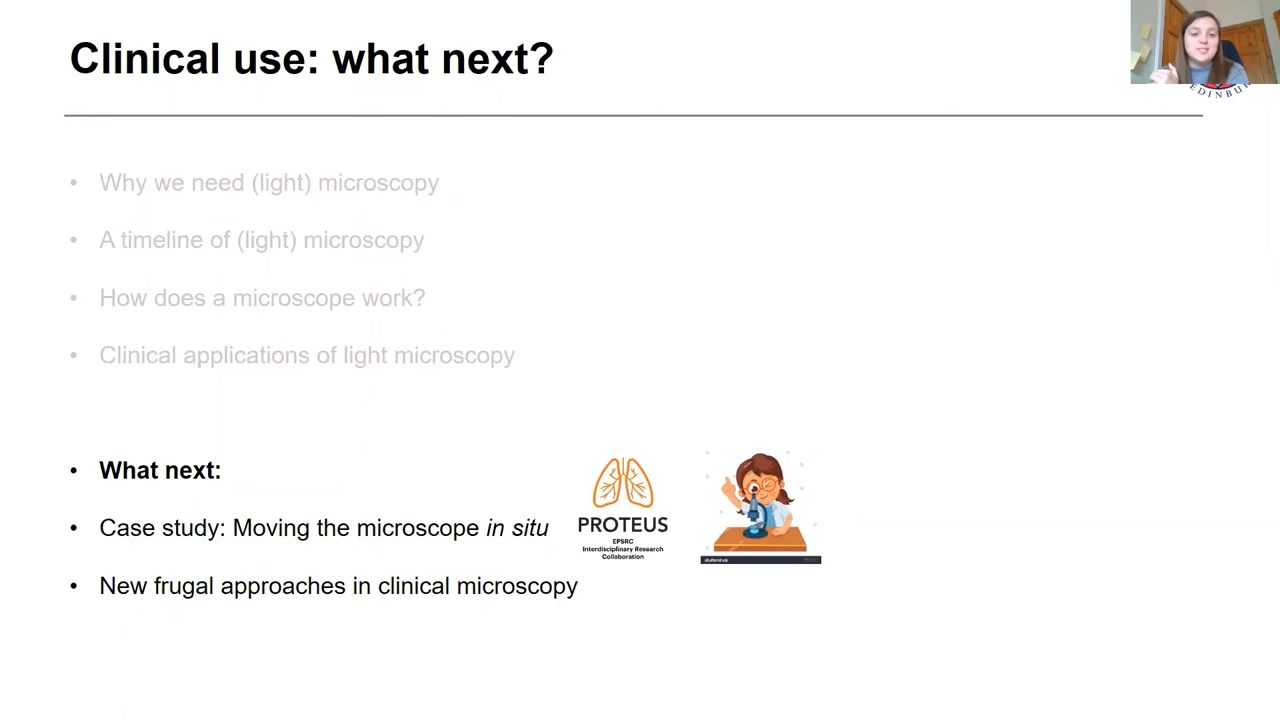 Clinical use: what next?
EDINBUR
• Why we need (light) microscopy
• A timeline of (light) microscopy
• How does a microscope work?
• Clinical applications of light microscopy
• What next:
• Case study: Moving the microscope in situ
PROTEUS
EPSRC
Interdisciplinary Research
Collaboration
shutterstock
• New frugal approaches in clinical microscopy